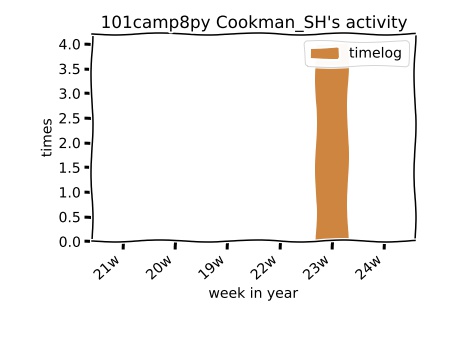 101camp8py Cookman_SH's activity
timelog
4.0
3.5
3.0
2.5
2.0
1.5
1.0
0.5
0.0
times
21w
20w
19w
22w
23w
24w
week in year